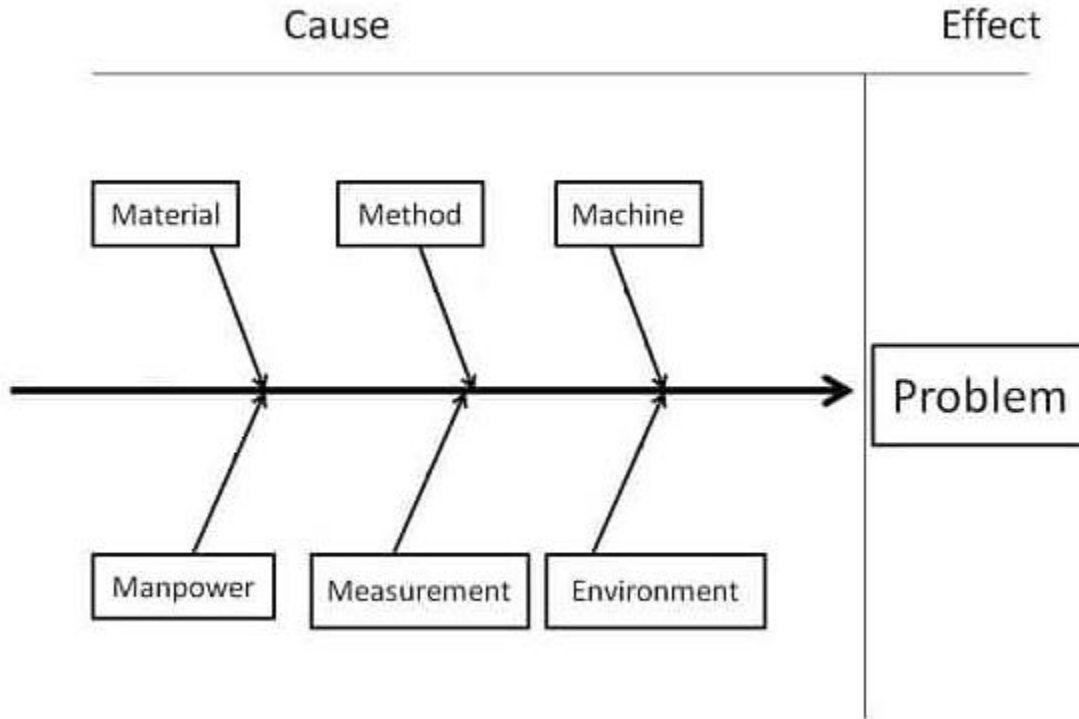 Cause
Effect
Material
Method
Machine
Problem
Manpower
Measurement
Environment